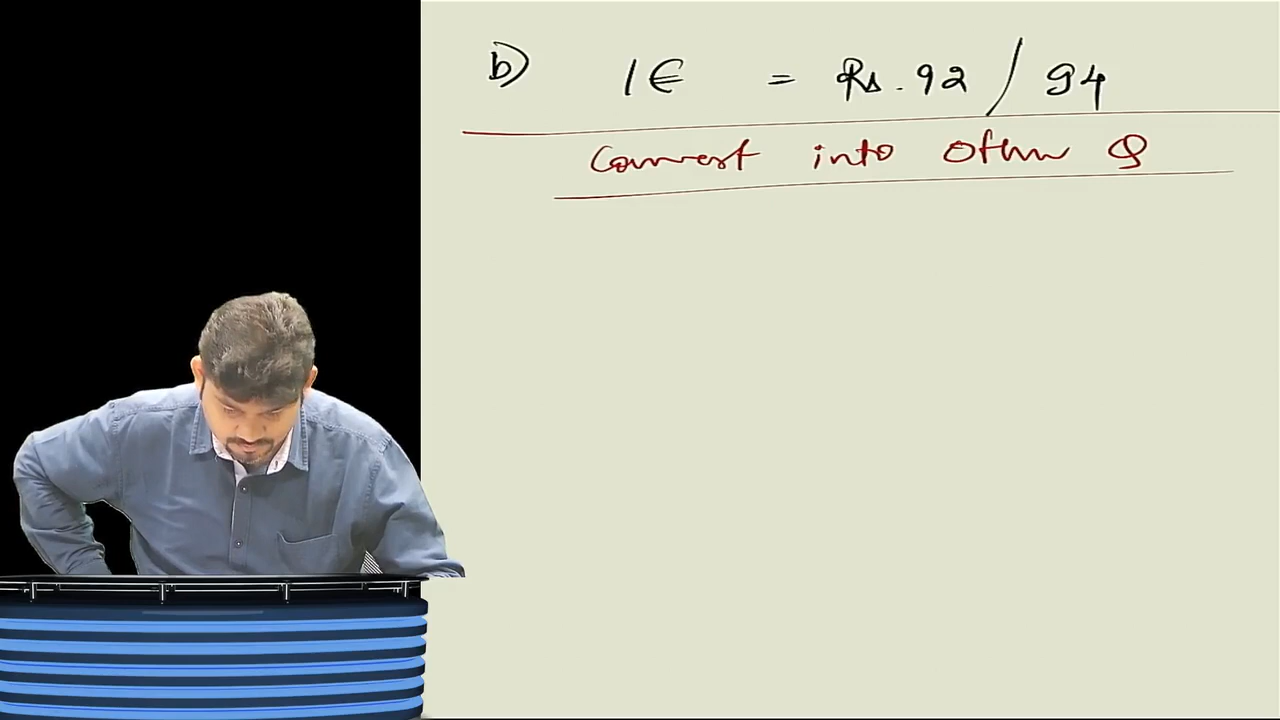 b) 1€ = Rs. 92 / 94
Convert into Other Q